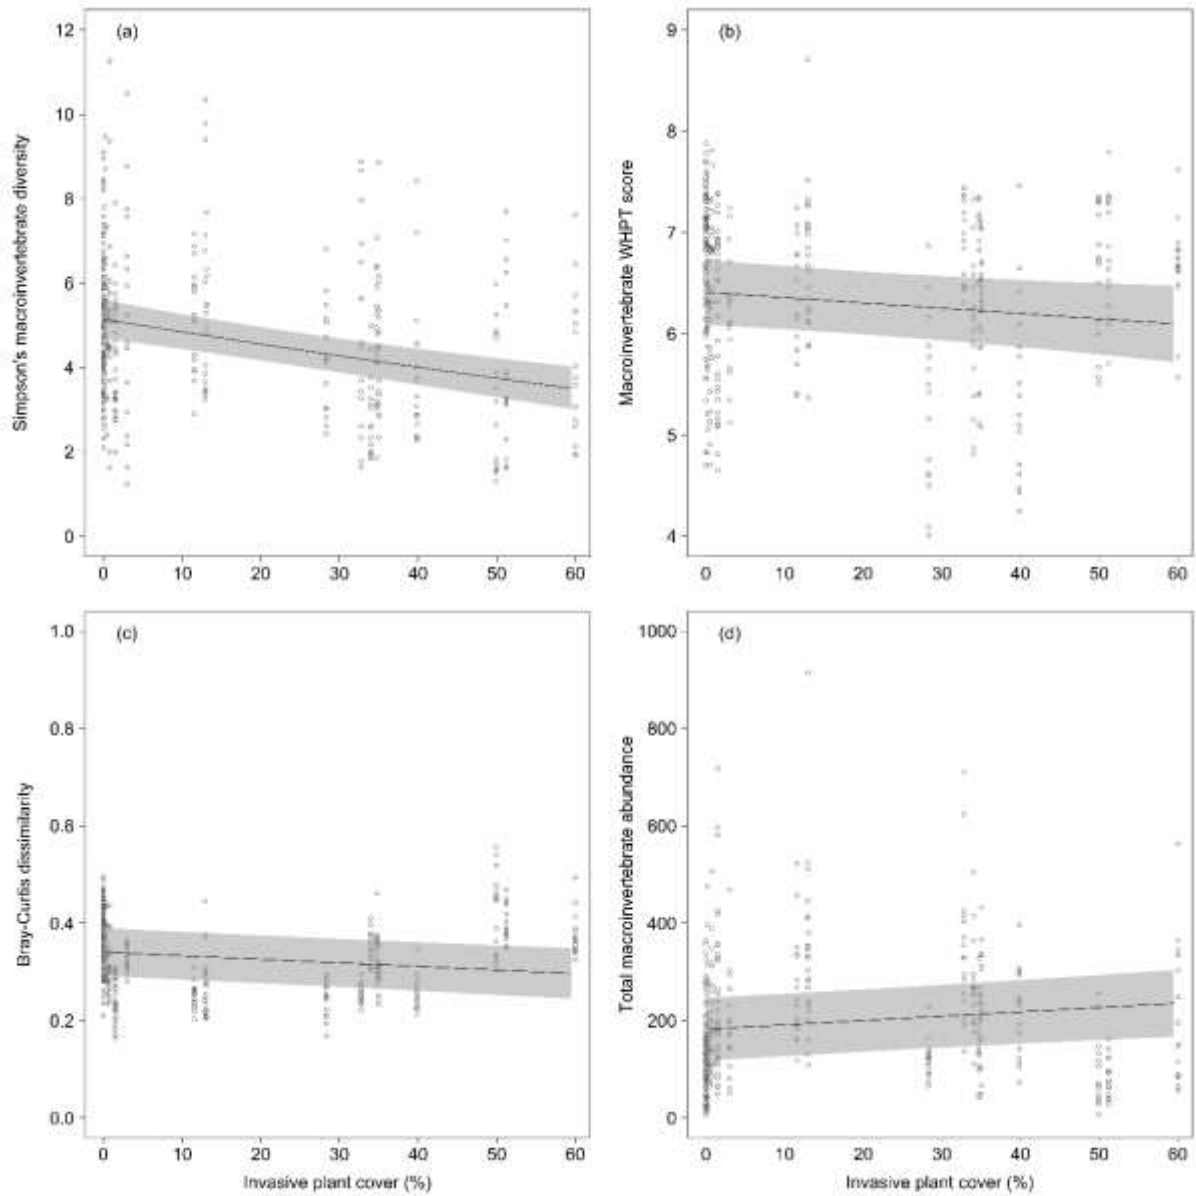 (a)
Simpson's macroinvertebrate diversity
12
10
8
6
4
2
0
0 10 20 30 40 50 60
(b)
Macroinvertebrate WHPT score
9
8
7
6
5
4
0 10 20 30 40 50 60
(c)
Bray-Curtis dissimilarity
1.0
0.8
0.6
0.4
0.2
0.0
0 10 20 30 40 50 60
Invasive plant cover (%)
(d)
Total macroinvertebrate abundance
1000
800
600
400
200
0
0 10 20 30 40 50 60
Invasive plant cover (%)